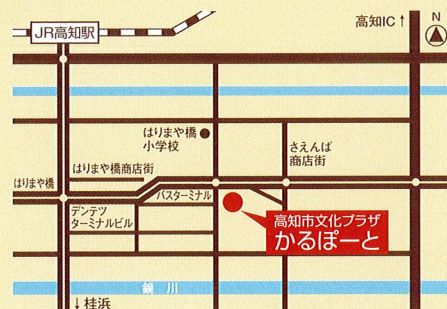 高知IC↑
N
JR高知駅
はりまや橋
小学校
さえんば
商店街
はりまや橋商店街
はりまや橋
バスターミナル
デンテツ
ターミナルビル
高知市文化プラザ
かるぽーと
鏡川
↓桂浜